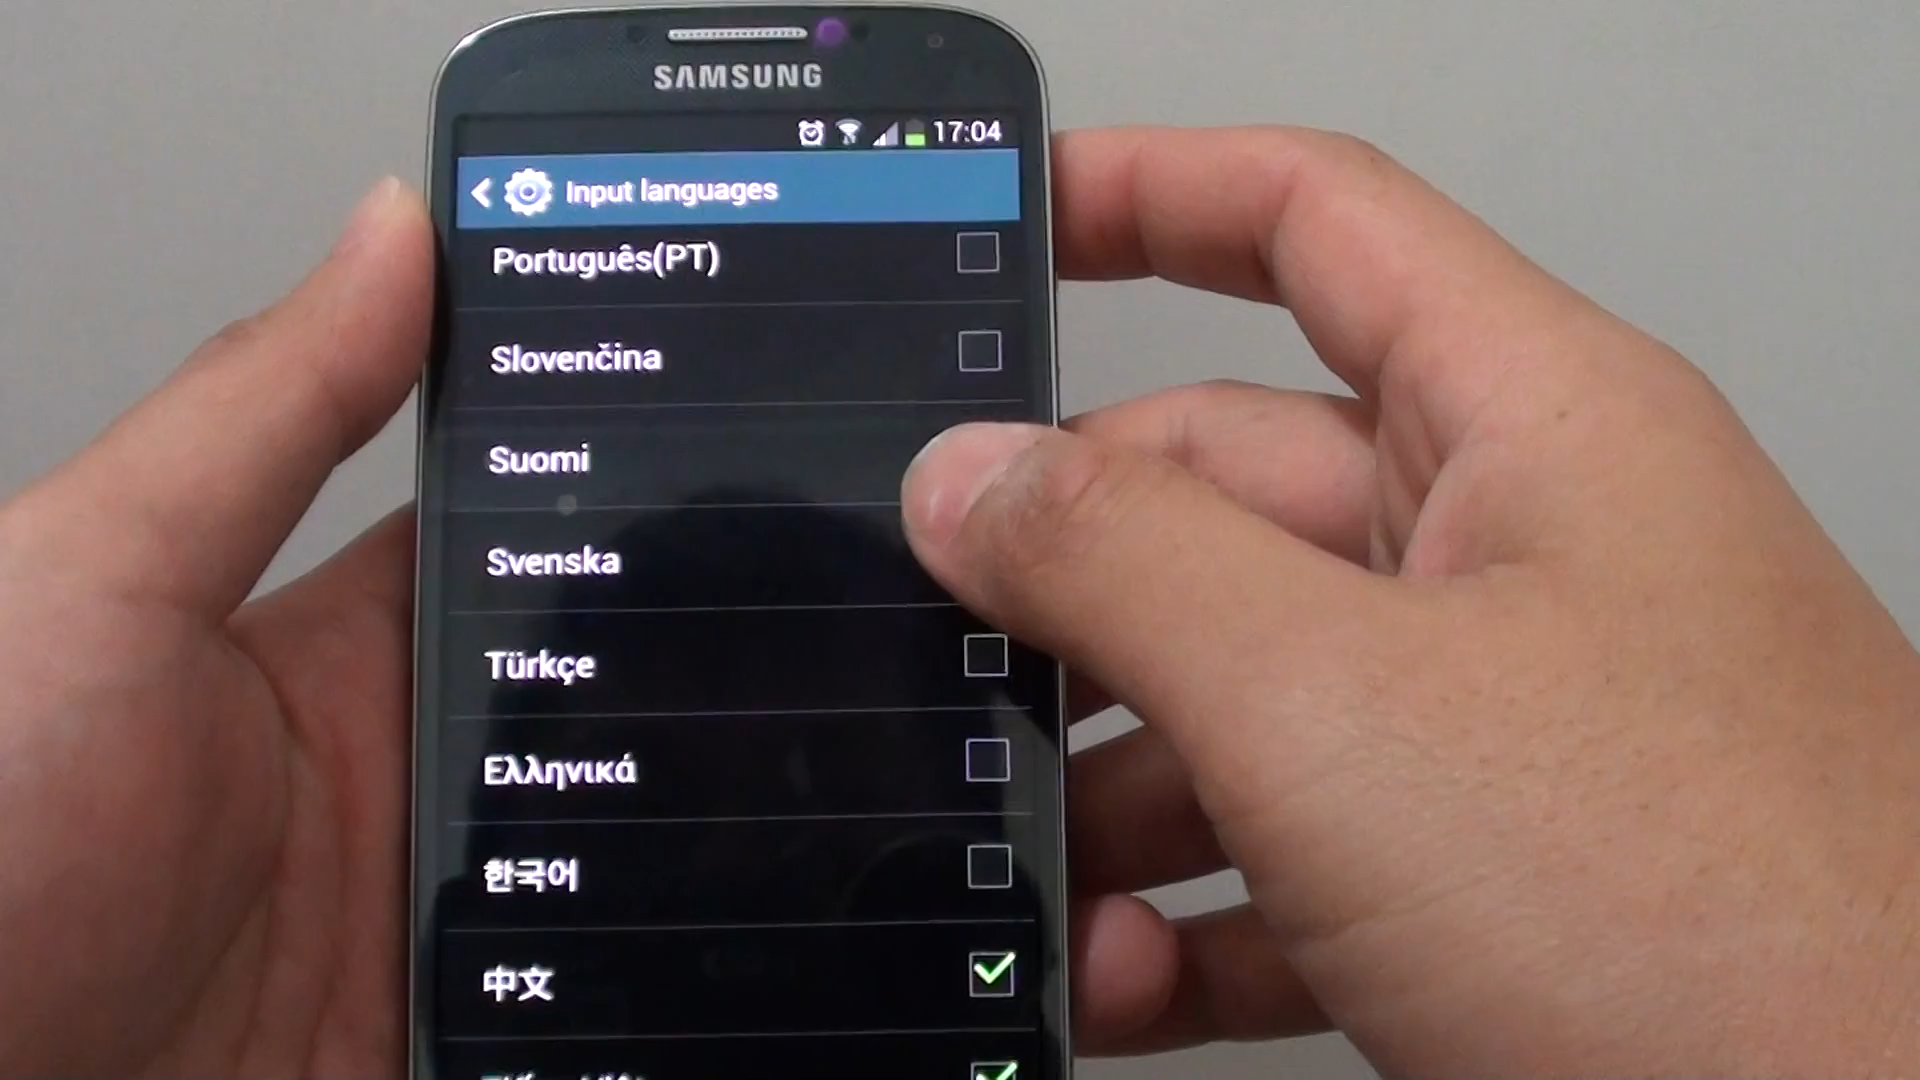 SAMSUNG
17:04
Input languages
Português(PT)
Slovenčina
Suomi
Svenska
Türkçe
Ελληνικά
한국어
中文